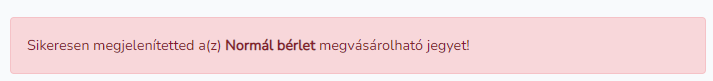 Sikeresen megjelenítetted a(z) Normál bérlet megvásárolható jegyet!